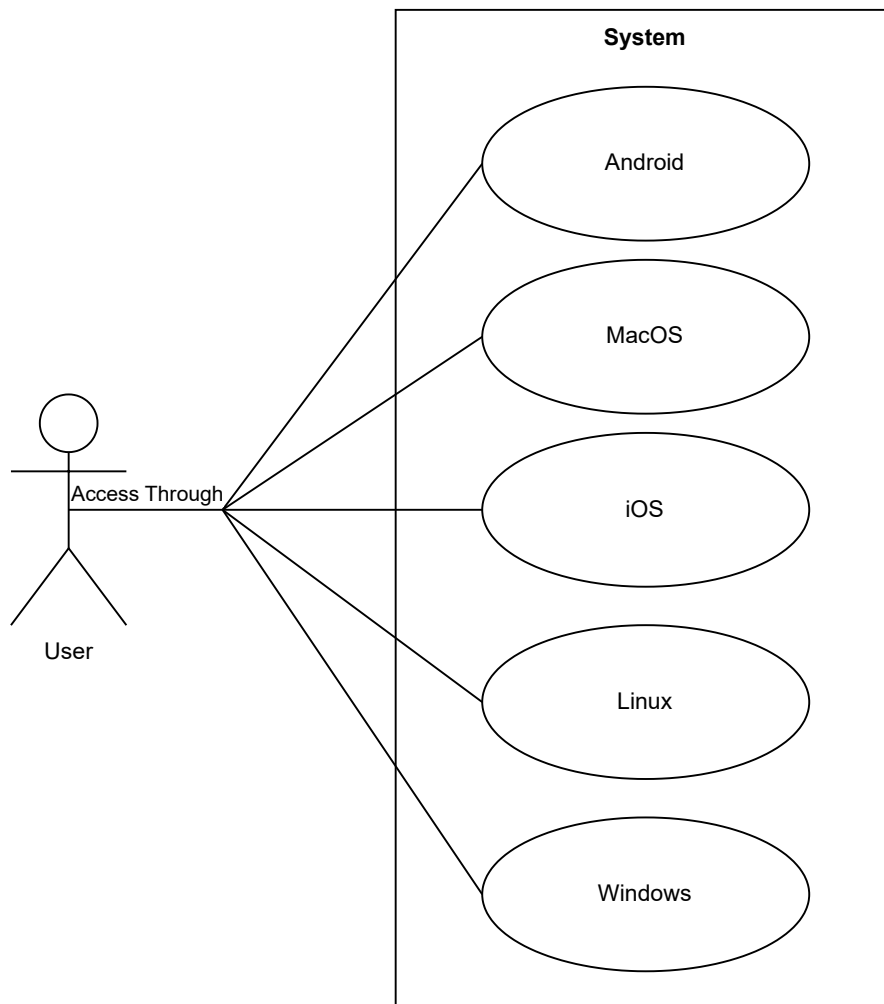 System
Android
MacOS
Access Through
iOS
User
Linux
Windows